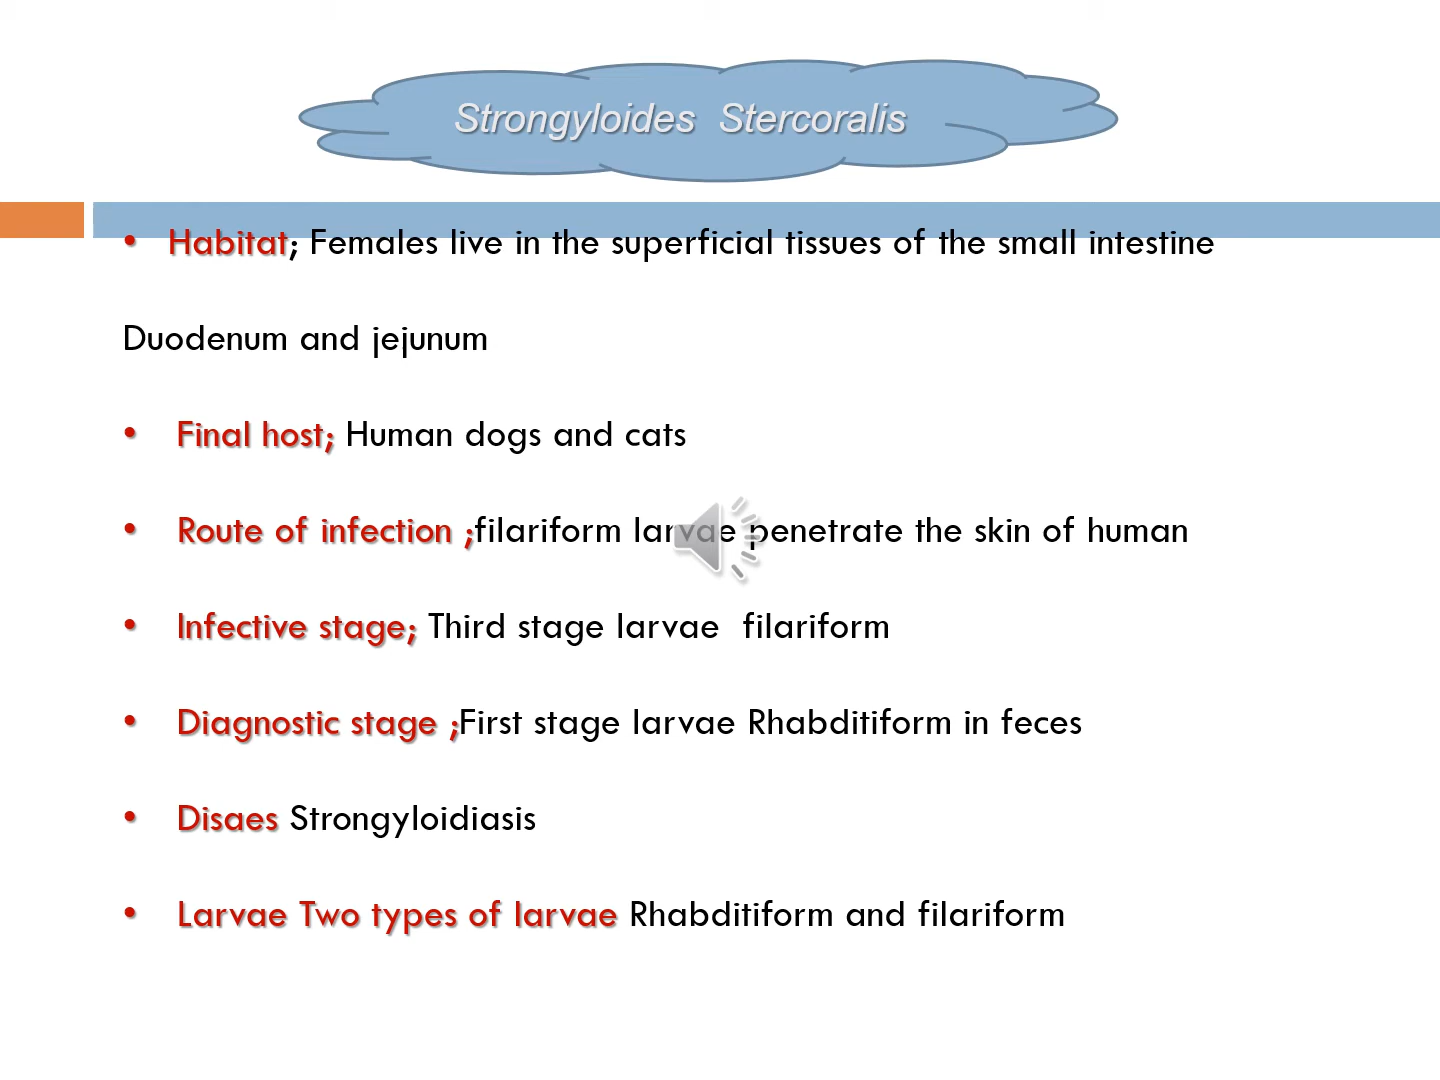 Strongyloides Stercoralis
• Habitat; Females live in the superficial tissues of the small intestine
Duodenum and jejunum
• Final host; Human dogs and cats
• Route of infection ;filariform larvae penetrate the skin of human
• Infective stage; Third stage larvae filariform
• Diagnostic stage ;First stage larvae Rhabditiform in feces
• Disaes Strongyloidiasis
• Larvae Two types of larvae Rhabditiform and filariform